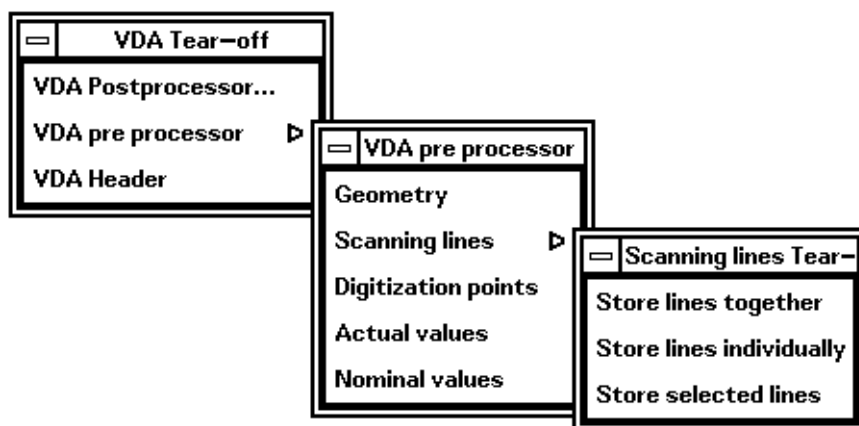 VDA Tear-off
VDA Postprocessor...
VDA pre processor
VDA Header
VDA pre processor
Geometry
Scanning lines
Digitization points
Actual values
Nominal values
Scanning lines Tear-
Store lines together
Store lines individually
Store selected lines